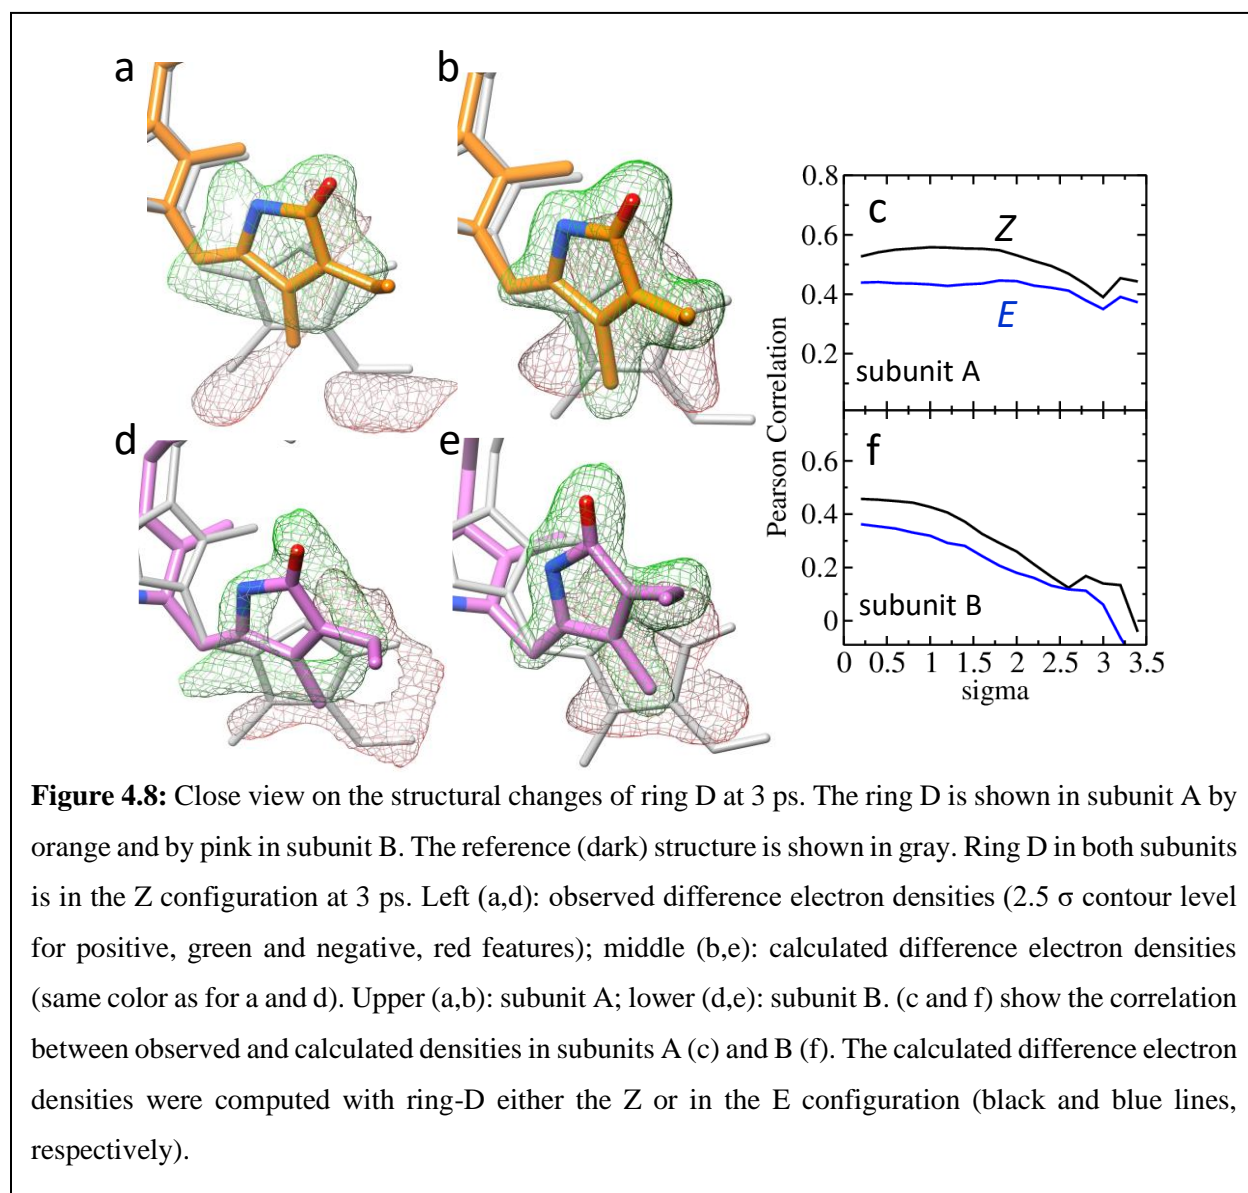 a
b
0.8
c
Z
0.6
0.4
E
0.2
subunit A
Pearson Correlation
d
e
f
0.6
0.4
0.2
subunit B
0
0 0.5 1 1.5 2 2.5 3 3.5
sigma
Figure 4.8: Close view on the structural changes of ring D at 3 ps. The ring D is shown in subunit A by
orange and by pink in subunit B. The reference (dark) structure is shown in gray. Ring D in both subunits
is in the Z configuration at 3 ps. Left (a,d): observed difference electron densities (2.5 σ contour level
for positive, green and negative, red features); middle (b,e): calculated difference electron densities
(same color as for a and d). Upper (a,b): subunit A; lower (d,e): subunit B. (c and f) show the correlation
between observed and calculated densities in subunits A (c) and B (f). The calculated difference electron
densities were computed with ring-D either the Z or in the E configuration (black and blue lines,
respectively).